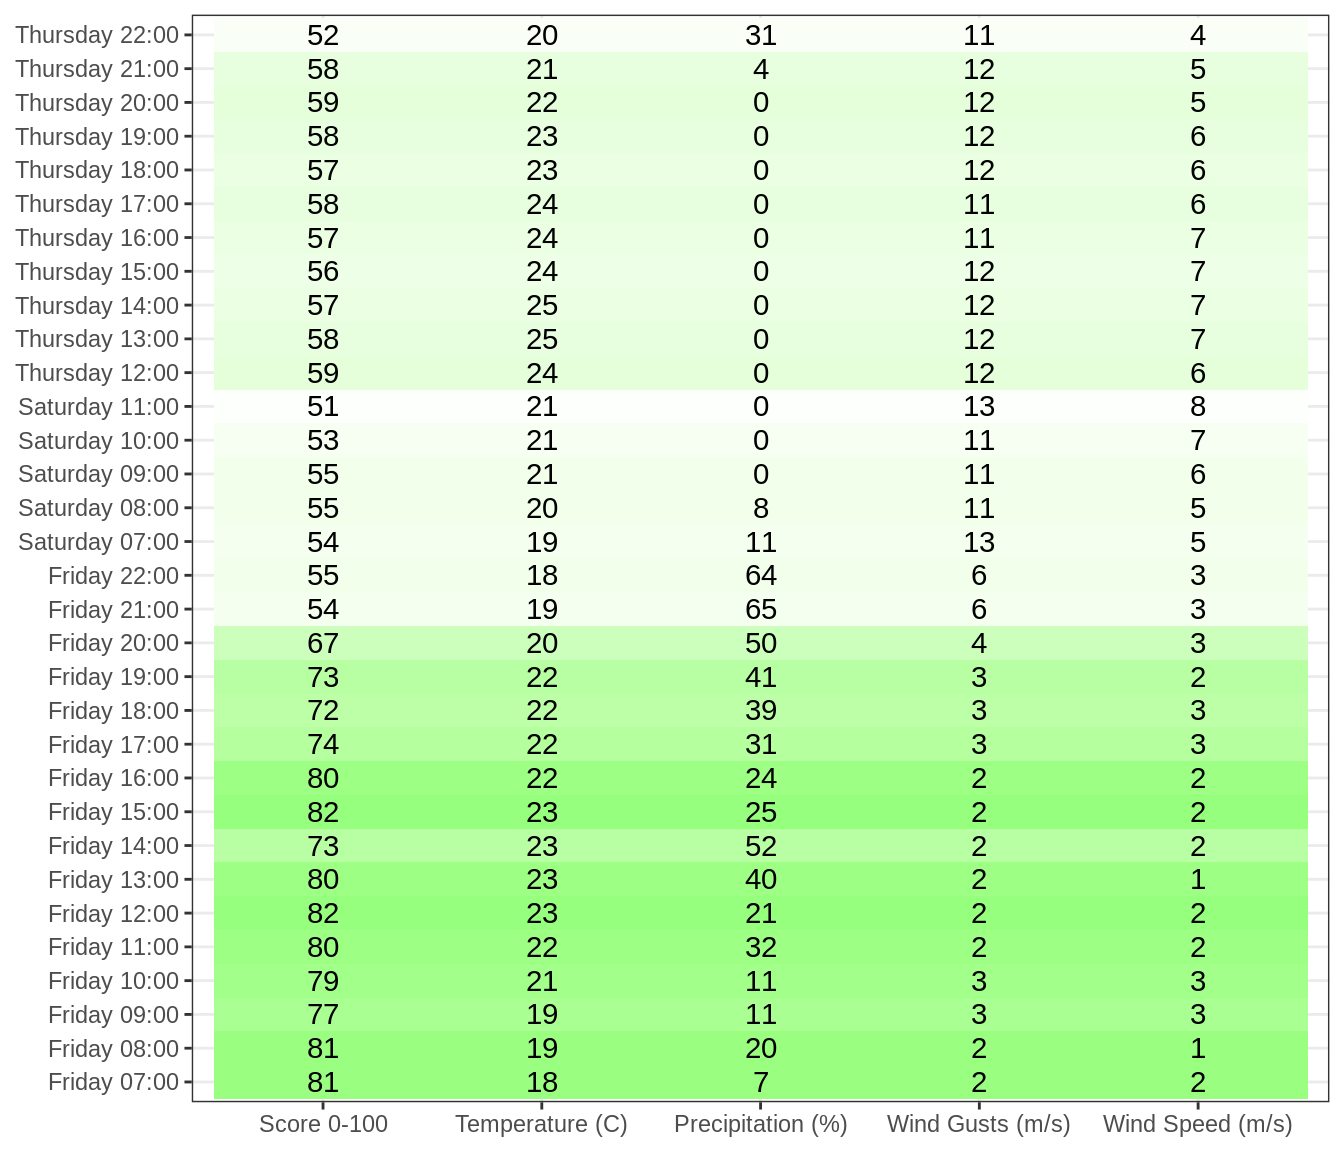 Thursday 22:00 52 20 31 11 4
Thursday 21:00 58 21 4 12 5
Thursday 20:00 59 22 0 12 5
Thursday 19:00 58 23 0 12 6
Thursday 18:00 57 23 0 12 6
Thursday 17:00 58 24 0 11 6
Thursday 16:00 57 24 0 11 7
Thursday 15:00 56 24 0 12 7
Thursday 14:00 57 25 0 12 7
Thursday 13:00 58 25 0 12 7
Thursday 12:00 59 24 0 12 6
Saturday 11:00 51 21 0 13 8
Saturday 10:00 53 21 0 11 7
Saturday 09:00 55 21 0 11 6
Saturday 08:00 55 20 8 11 5
Saturday 07:00 54 19 11 13 5
Friday 22:00 55 18 64 6 3
Friday 21:00 54 19 65 6 3
Friday 20:00 67 20 50 4 3
Friday 19:00 73 22 41 3 2
Friday 18:00 72 22 39 3 3
Friday 17:00 74 22 31 3 3
Friday 16:00 80 22 24 2 2
Friday 15:00 82 23 25 2 2
Friday 14:00 73 23 52 2 2
Friday 13:00 80 23 40 2 1
Friday 12:00 82 23 21 2 2
Friday 11:00 80 22 32 2 2
Friday 10:00 79 21 11 3 3
Friday 09:00 77 19 11 3 3
Friday 08:00 81 19 20 2 1
Friday 07:00 81 18 7 2 2
Score 0-100 Temperature (C) Precipitation (%) Wind Gusts (m/s) Wind Speed (m/s)